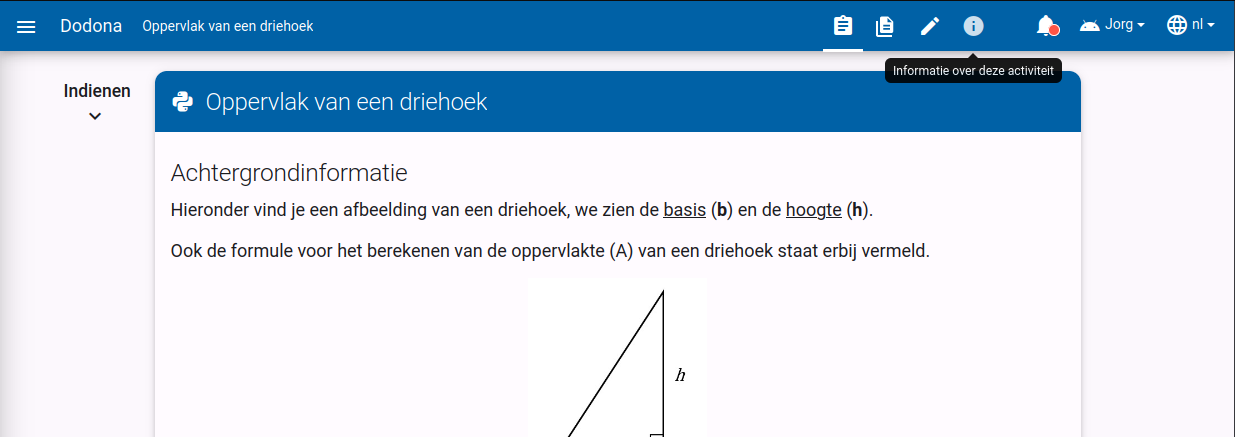 Dodona Oppervlak van een driehoek Jorg nl
Informatie over deze activiteit
Indienen
Oppervlak van een driehoek
Achtergrondinformatie
Hieronder vind je een afbeelding van een driehoek, we zien de basis (b) en de hoogte (h).
Ook de formule voor het berekenen van de oppervlakte (A) van een driehoek staat erbij vermeld.
h